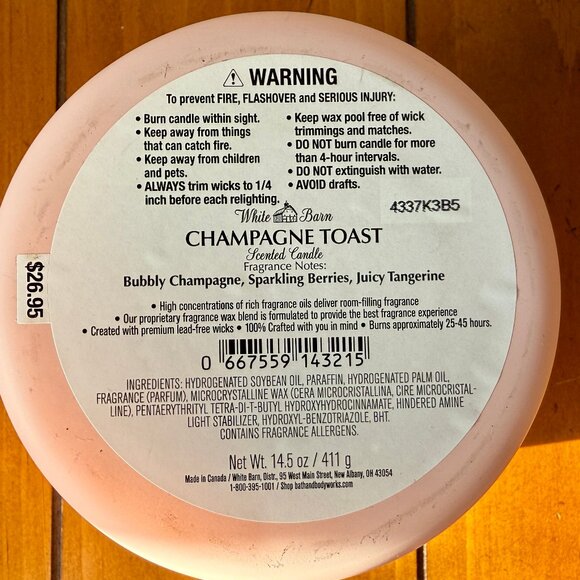 ⚠ WARNING
To prevent FIRE, FLASHOVER and SERIOUS INJURY:
• Burn candle within sight.
• Keep away from things
that can catch fire.
• Keep away from children
and pets.
• ALWAYS trim wicks to 1/4
inch before each relighting.
• Keep wax pool free of wick
trimmings and matches.
• DO NOT burn candle for more
than 4-hour intervals.
• DO NOT extinguish with water.
• AVOID drafts.
4337K3B5
White Barn
CHAMPAGNE TOAST
Scented Candle
Fragrance Notes:
Bubbly Champagne, Sparkling Berries, Juicy Tangerine
$26.95
• High concentrations of rich fragrance oils deliver room-filling fragrance
• Our proprietary fragrance wax blend is formulated to provide the best fragrance experience
• Created with premium lead-free wicks • 100% Crafted with you in mind • Burns approximately 25-45 hours.
0 667559 143215
INGREDIENTS: HYDROGENATED SOYBEAN OIL, PARAFFIN, HYDROGENATED PALM OIL,
FRAGRANCE (PARFUM), MICROCRYSTALLINE WAX (CERA MICROCRISTALLINA, CIRE MICROCRISTAL-
LINE), PENTAERYTHRITYL TETRA-DI-T-BUTYL HYDROXYHYDROCINNAMATE, HINDERED AMINE
LIGHT STABILIZER, HYDROXYL-BENZOTRIAZOLE, BHT.
CONTAINS FRAGRANCE ALLERGENS.
Net Wt. 14.5 oz / 411 g
Made in Canada / White Barn, Distr., 95 West Main Street, New Albany, OH 43054
1-800-395-1001 / Shop bathandbodyworks.com